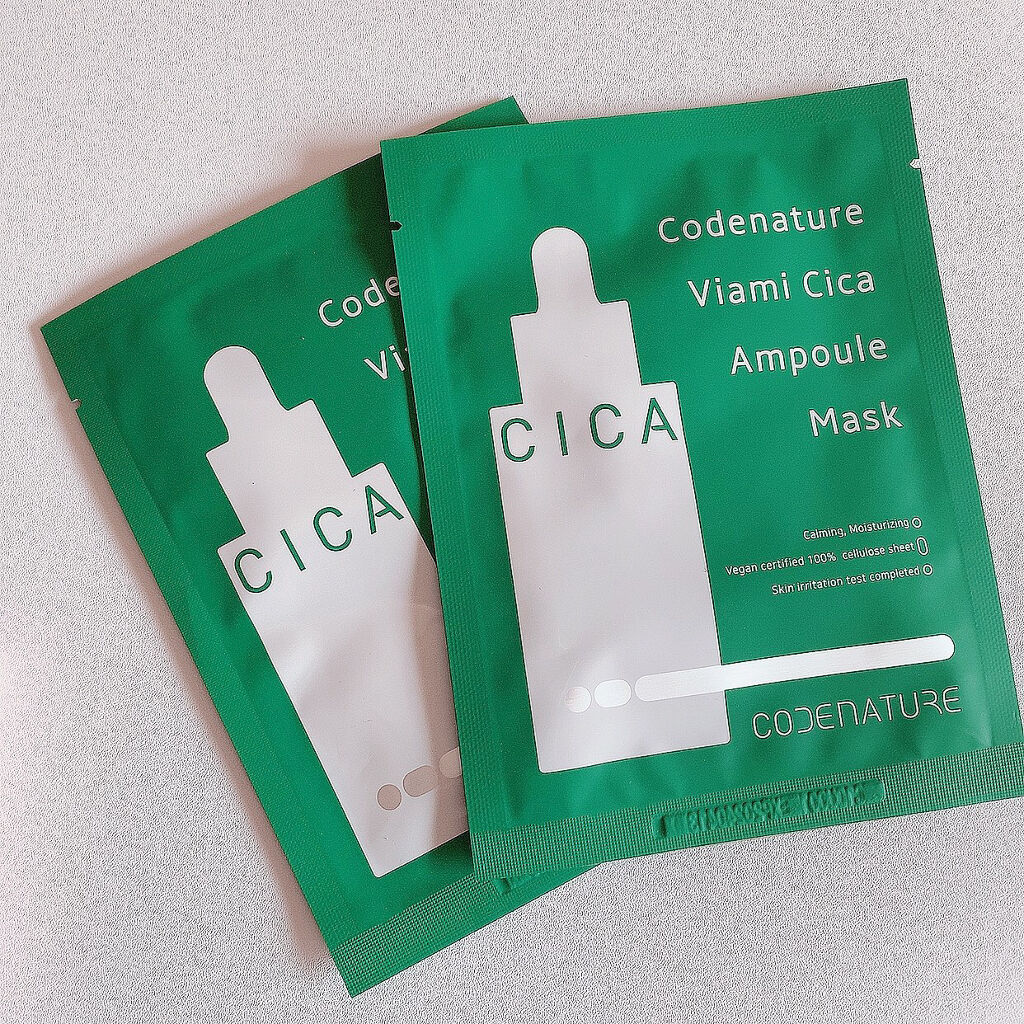 Code
Vi
CICA
Codenature
Viami Cica
Ampoule
Mask
CICA
Calming, Moisturizing
Vegan certified 100% cellulose sheet
Skin irritation test completed
CODENATURE